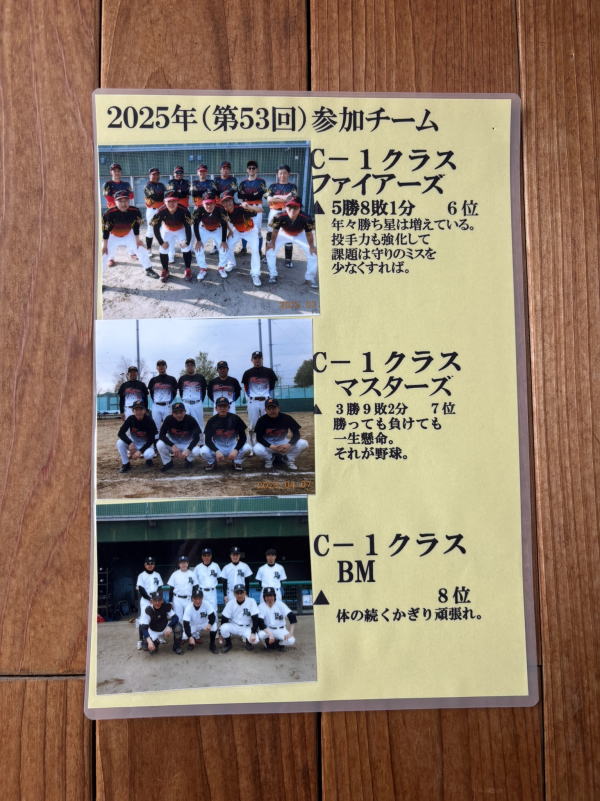 2025年(第53回)参加チーム
C－1クラス
ファイアーズ
▲ 5勝8敗1分 6位
年々勝ち星は増えている。
投手力も強化して
課題は守りのミスを
少なくすれば。
C－1クラス
マスターズ
▲ 3勝9敗2分 7位
勝っても負けても
一生懸命。
それが野球。
C－1クラス
BM
▲ 8位
体の続くかぎり頑張れ。